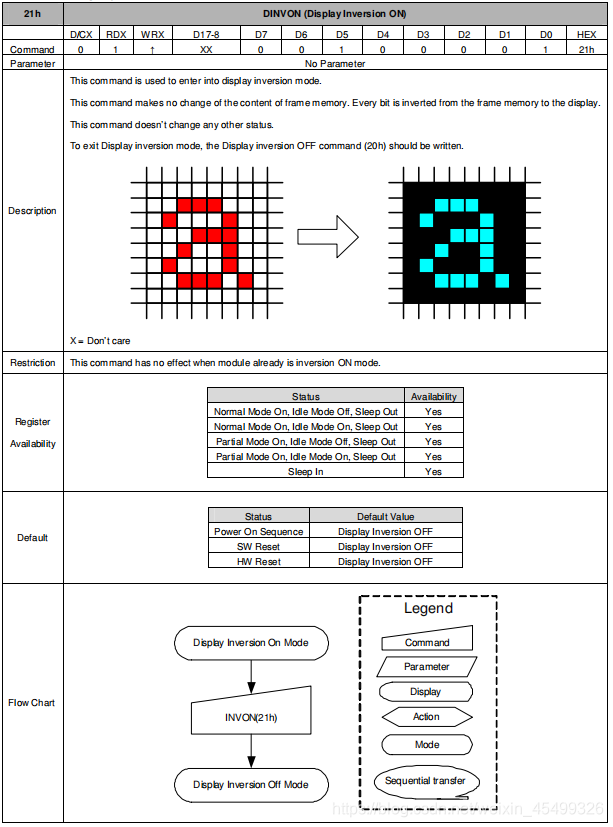 21h DINVON (Display Inversion ON)
D/CX RDX WRX D17-8 D7 D6 D5 D4 D3 D2 D1 D0 HEX
Command 0 1 ↑ XX 0 0 1 0 0 0 0 1 21h
Parameter No Parameter
Description
This command is used to enter into display inversion mode.
This command makes no change of the content of frame memory. Every bit is inverted from the frame memory to the display.
This command doesn't change any other status.
To exit Display inversion mode, the Display inversion OFF command (20h) should be written.
X = Don't care
Restriction This command has no effect when module already is inversion ON mode.
Register
Availability
Status Availability
Normal Mode On, Idle Mode Off, Sleep Out Yes
Normal Mode On, Idle Mode On, Sleep Out Yes
Partial Mode On, Idle Mode Off, Sleep Out Yes
Partial Mode On, Idle Mode On, Sleep Out Yes
Sleep In Yes
Default
Status Default Value
Power On Sequence Display Inversion OFF
SW Reset Display Inversion OFF
HW Reset Display Inversion OFF
Flow Chart
Display Inversion On Mode
INVON(21h)
Display Inversion Off Mode
Legend
Command
Parameter
Display
Action
Mode
Sequential transfer
https://blog.csdn.net/weixin_45499326